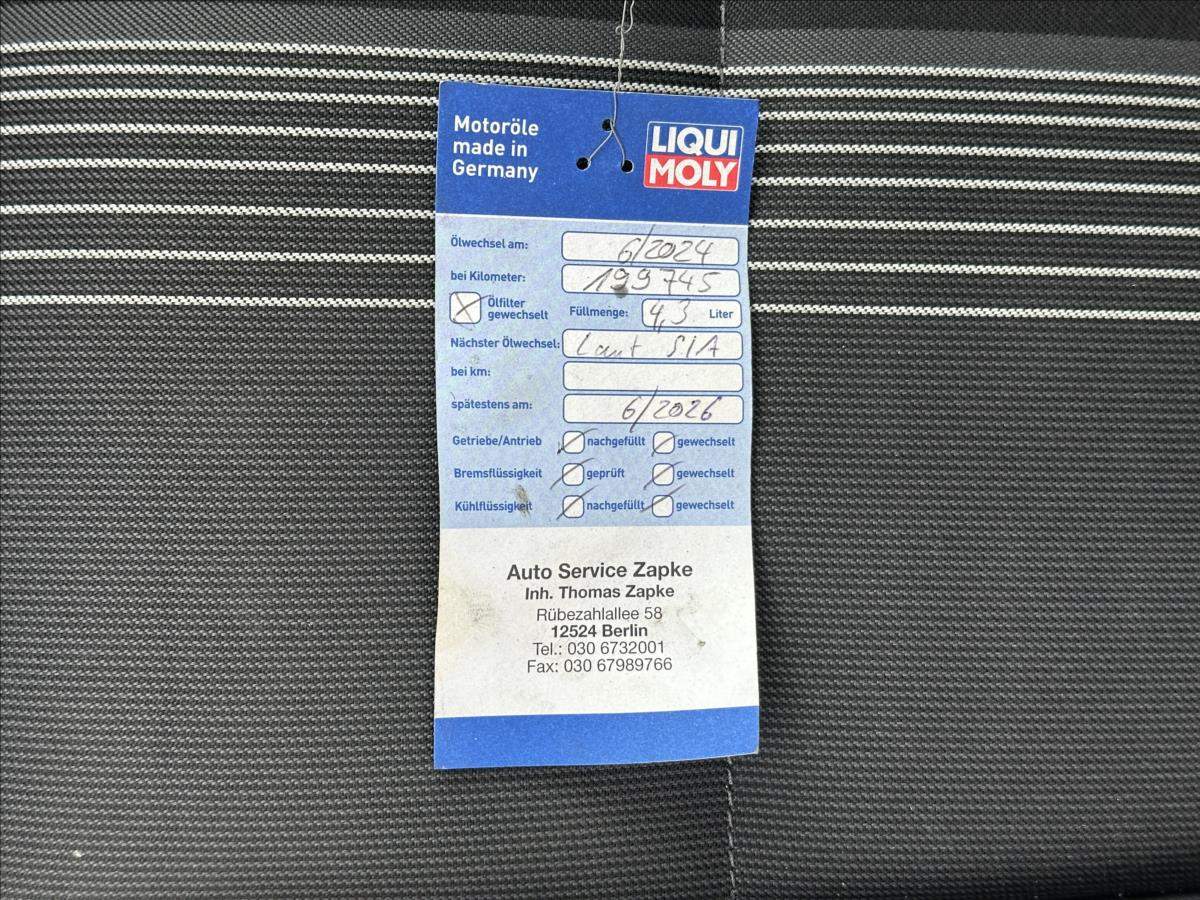 Motoröle
made in
Germany
LIQUI
MOLY
Ölwechsel am: 6/2024
bei Kilometer: 199745
Ölfilter
gewechselt
Füllmenge: 4,3 Liter
Nächster Ölwechsel: Laut SIA
bei km:
spätestens am: 6/2026
Getriebe/Antrieb nachgefüllt gewechselt
Bremsflüssigkeit geprüft gewechselt
Kühlflüssigkeit nachgefüllt gewechselt
Auto Service Zapke
Inh. Thomas Zapke
Rübezahlallee 58
12524 Berlin
Tel.: 030 6732001
Fax: 030 67989766